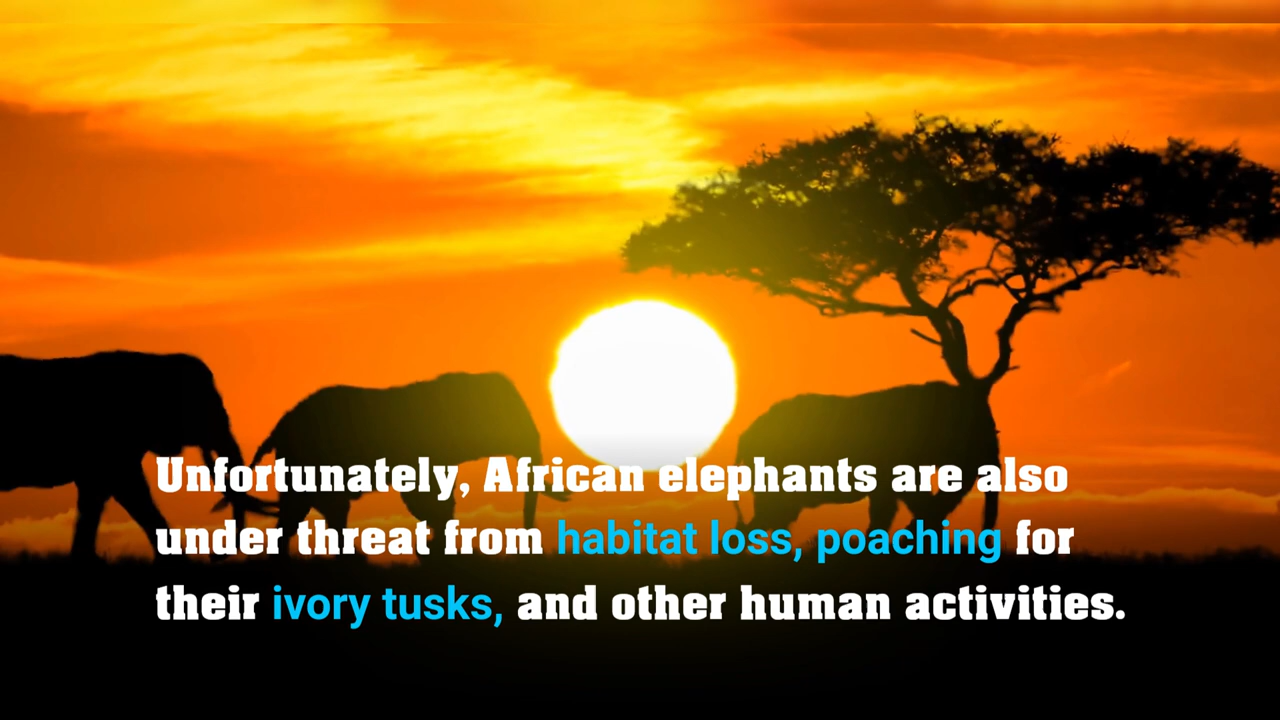 Unfortunately, African elephants are also
under threat from habitat loss, poaching for
their ivory tusks, and other human activities.